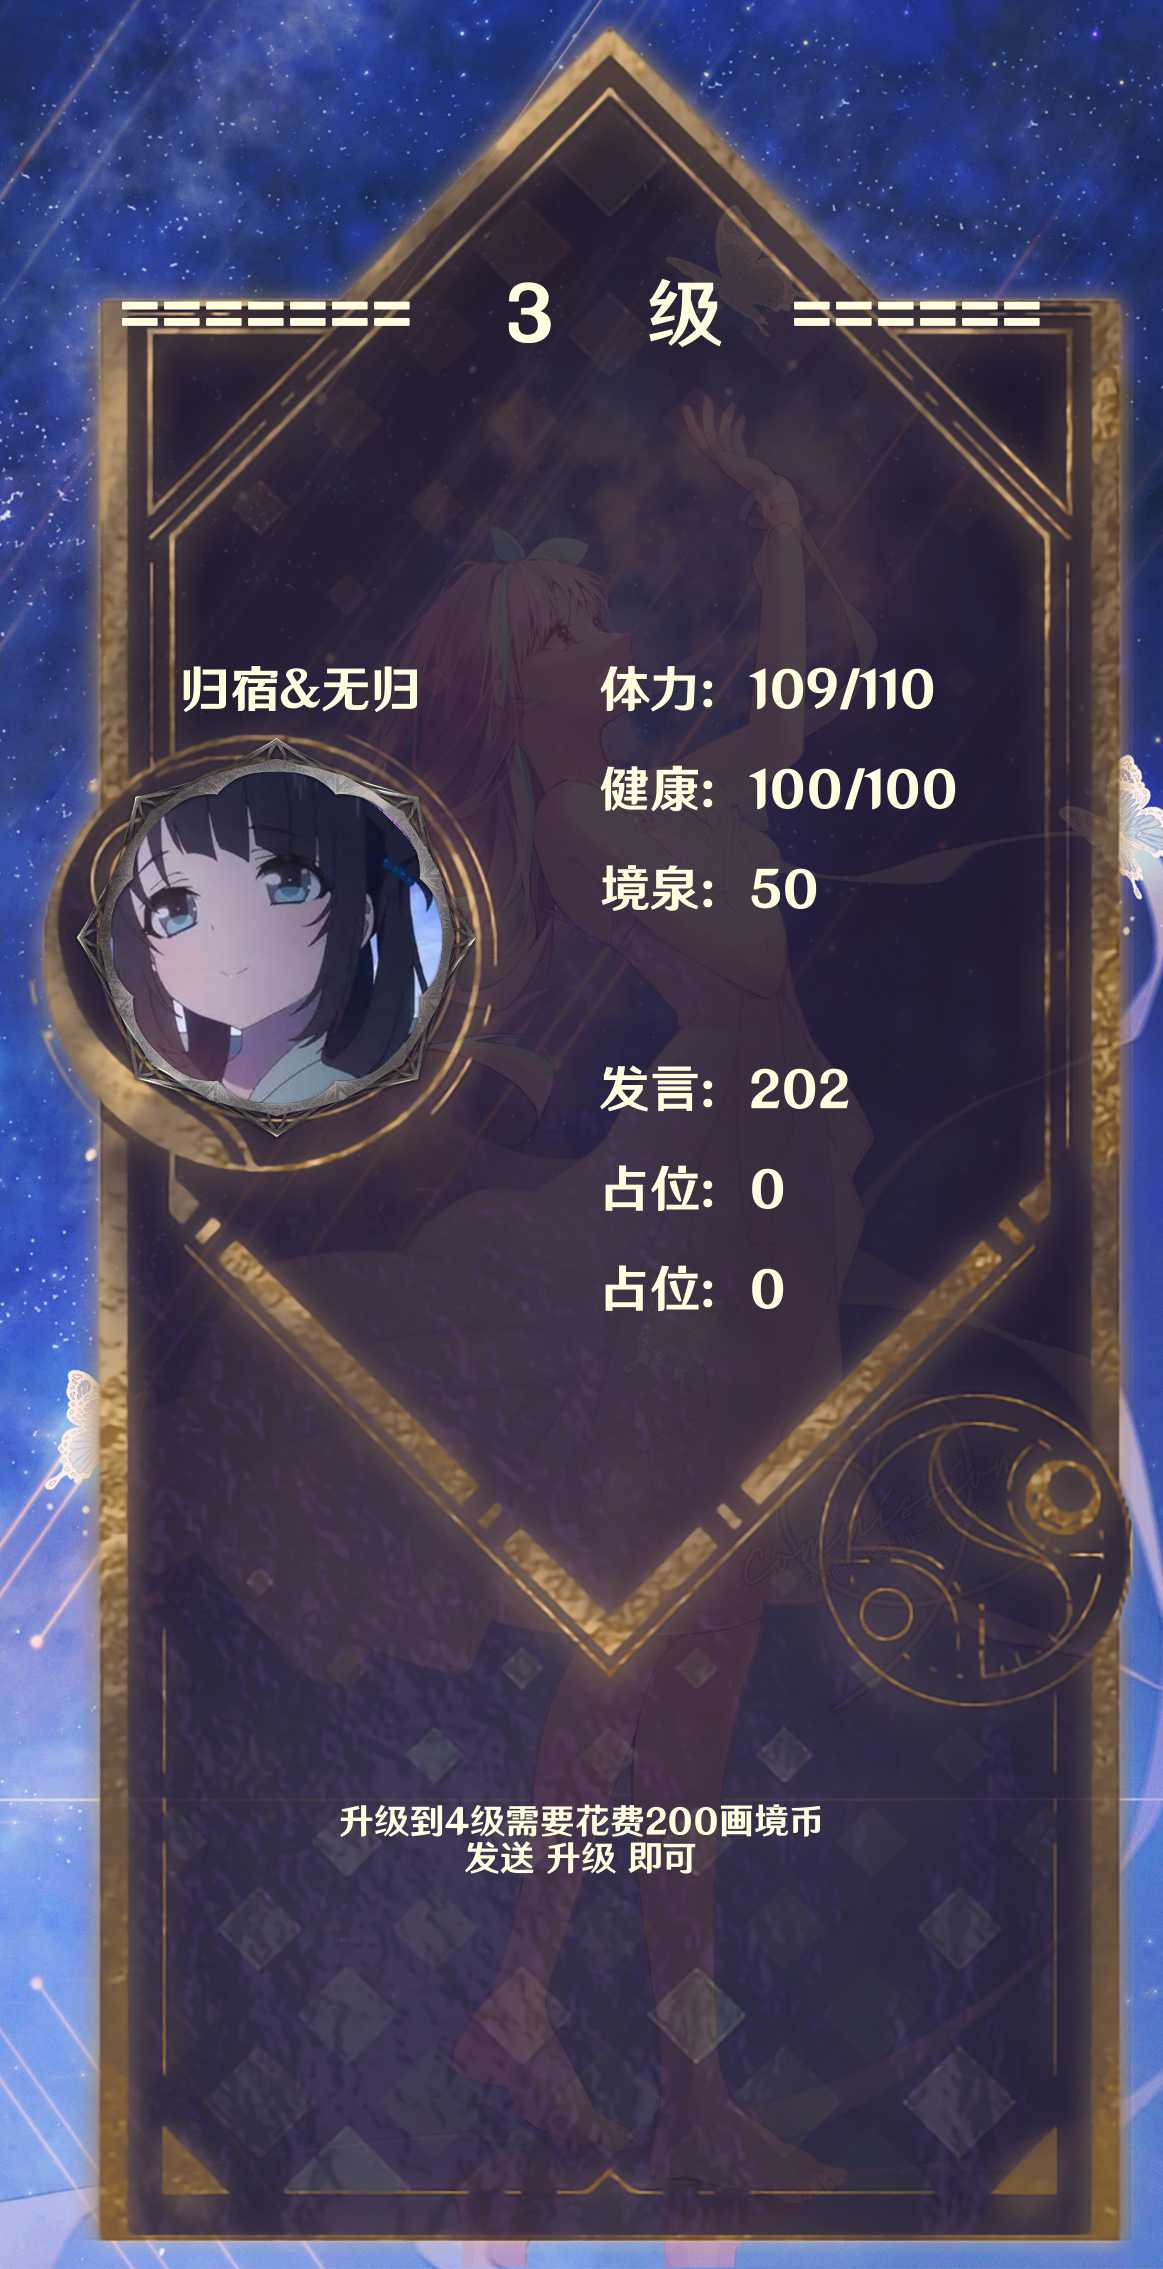 ======= 3 级 ======
归宿&无归
体力: 109/110
健康: 100/100
境泉: 50
发言: 202
占位: 0
占位: 0
升级到4级需要花费200画境币
发送 升级 即可